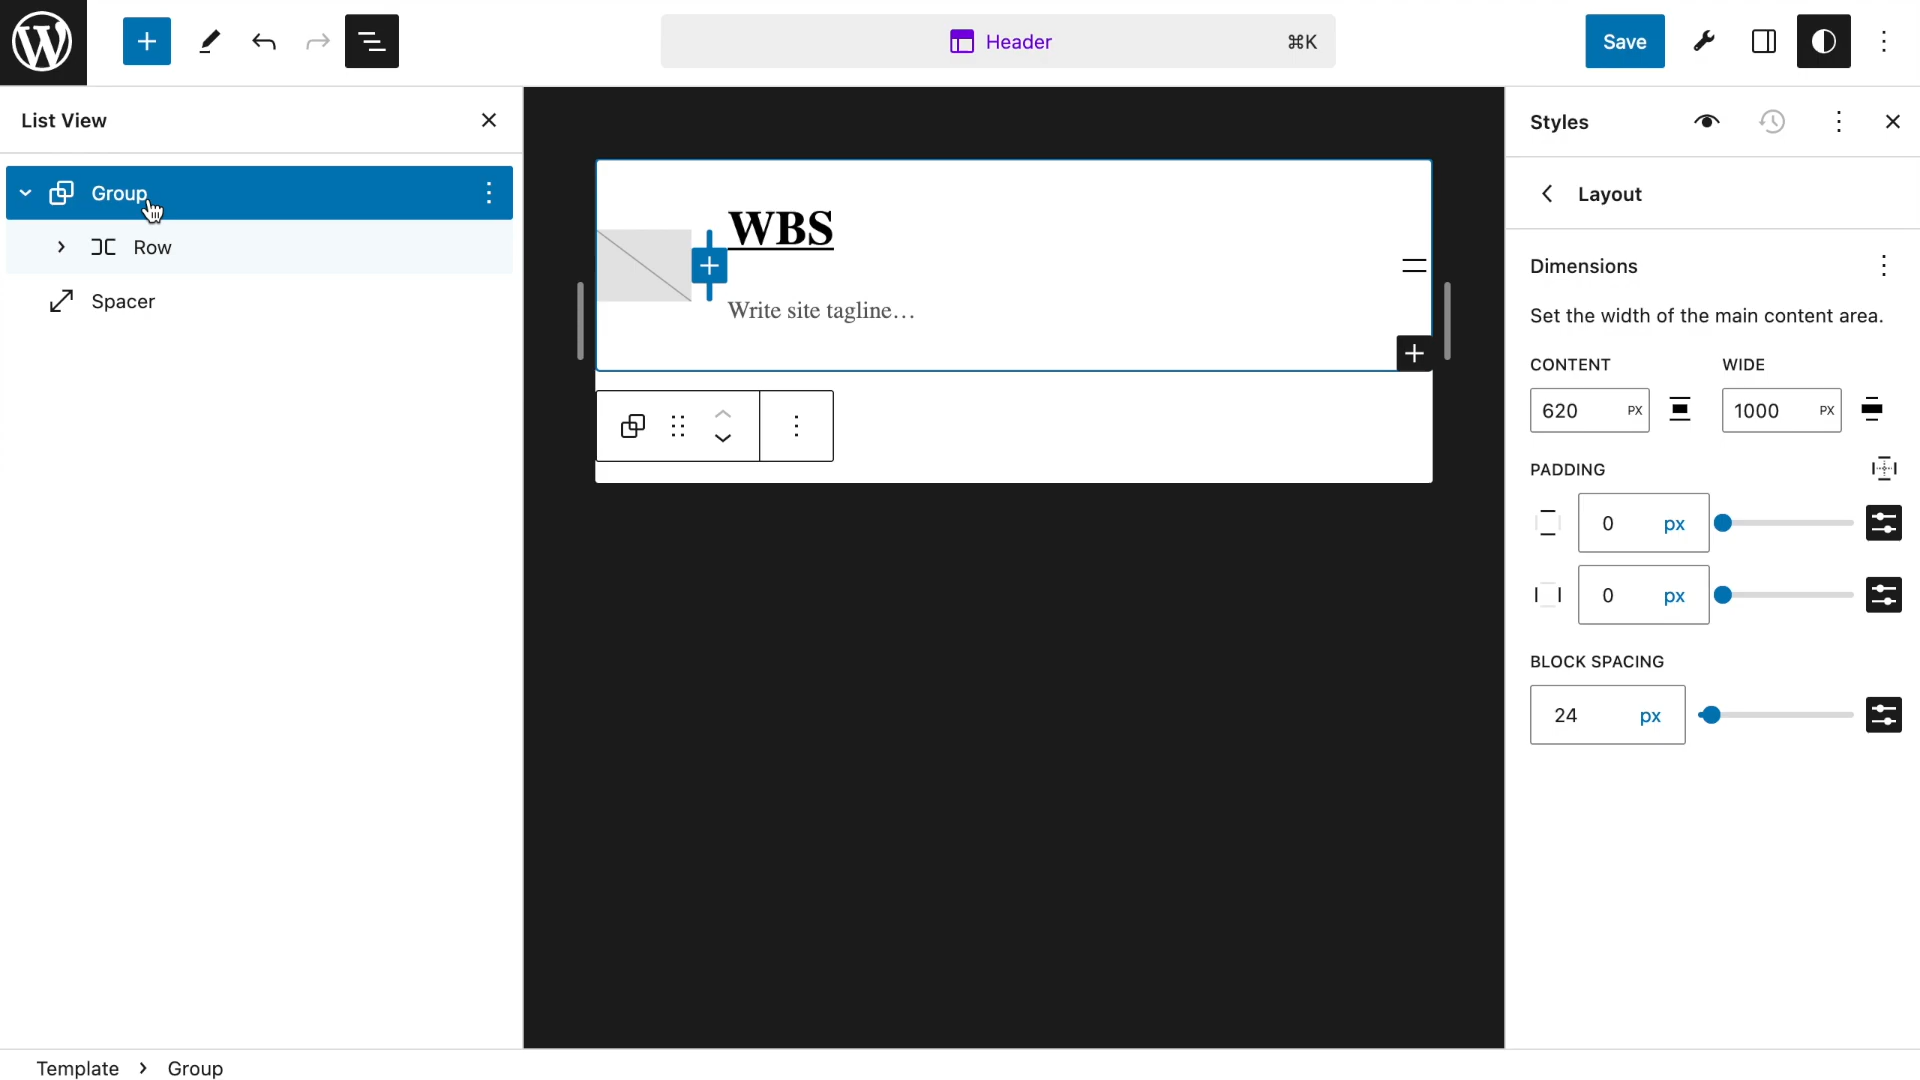 Header
⌘K
Save
List View
Group
Row
Spacer
WBS
Write site tagline...
Styles
Layout
Dimensions
Set the width of the main content area.
CONTENT
WIDE
620 PX
1000 PX
PADDING
0 px
0 px
BLOCK SPACING
24 px
Template › Group